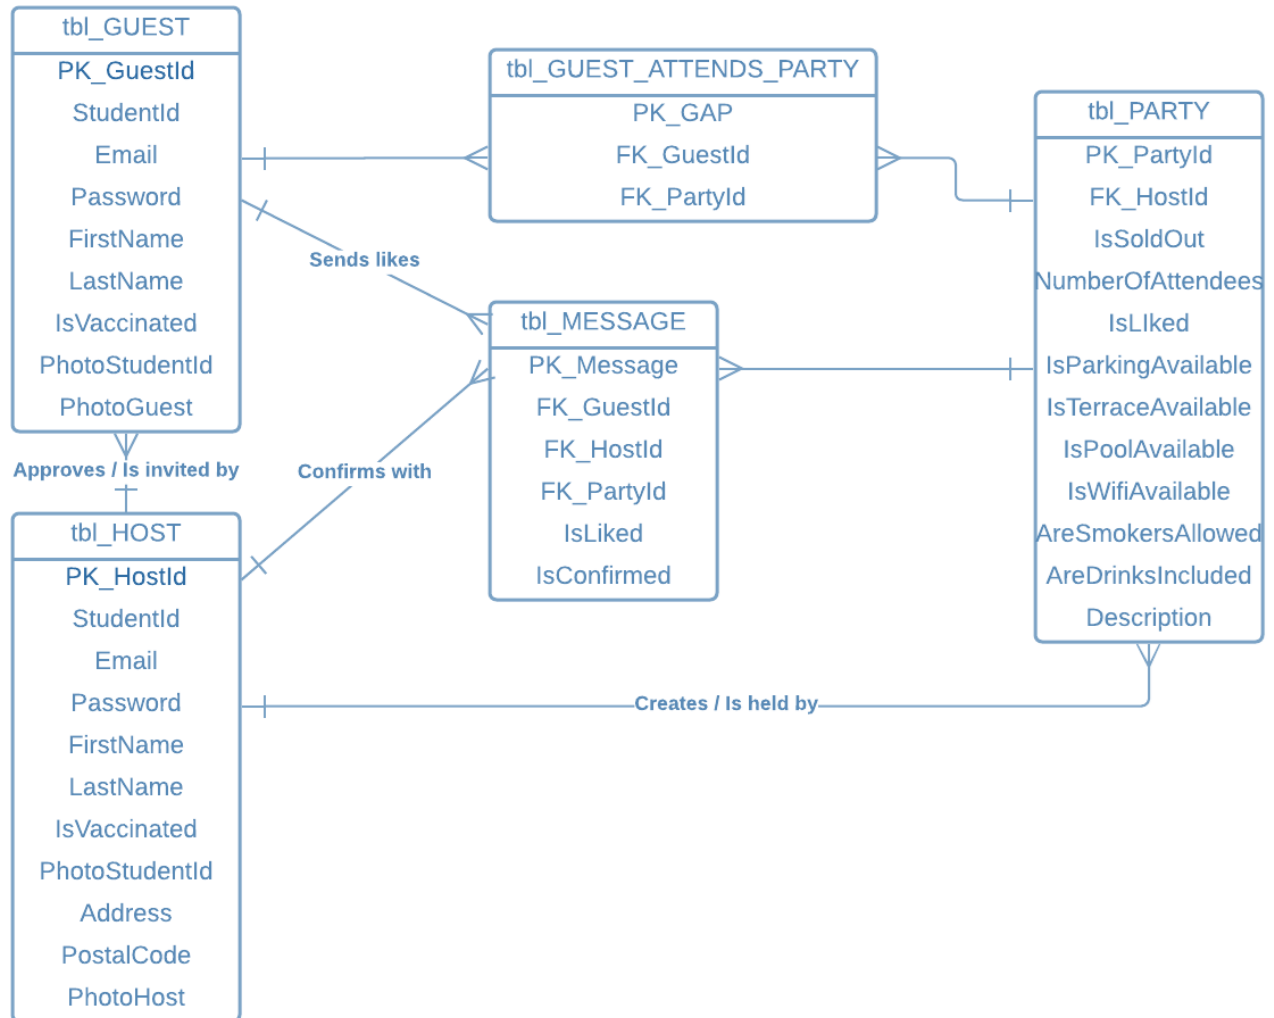 tbl_GUEST
PK_GuestId
StudentId
Email
Password
FirstName
LastName
IsVaccinated
PhotoStudentId
PhotoGuest
tbl_GUEST_ATTENDS_PARTY
PK_GAP
FK_GuestId
FK_PartyId
tbl_PARTY
PK_PartyId
FK_HostId
IsSoldOut
NumberOfAttendees
IsLIked
IsParkingAvailable
IsTerraceAvailable
IsPoolAvailable
IsWifiAvailable
AreSmokersAllowed
AreDrinksIncluded
Description
Sends likes
tbl_MESSAGE
PK_Message
FK_GuestId
FK_HostId
FK_PartyId
IsLiked
IsConfirmed
Approves / Is invited by
Confirms with
tbl_HOST
PK_HostId
StudentId
Email
Password
FirstName
LastName
IsVaccinated
PhotoStudentId
Address
PostalCode
PhotoHost
Creates / Is held by